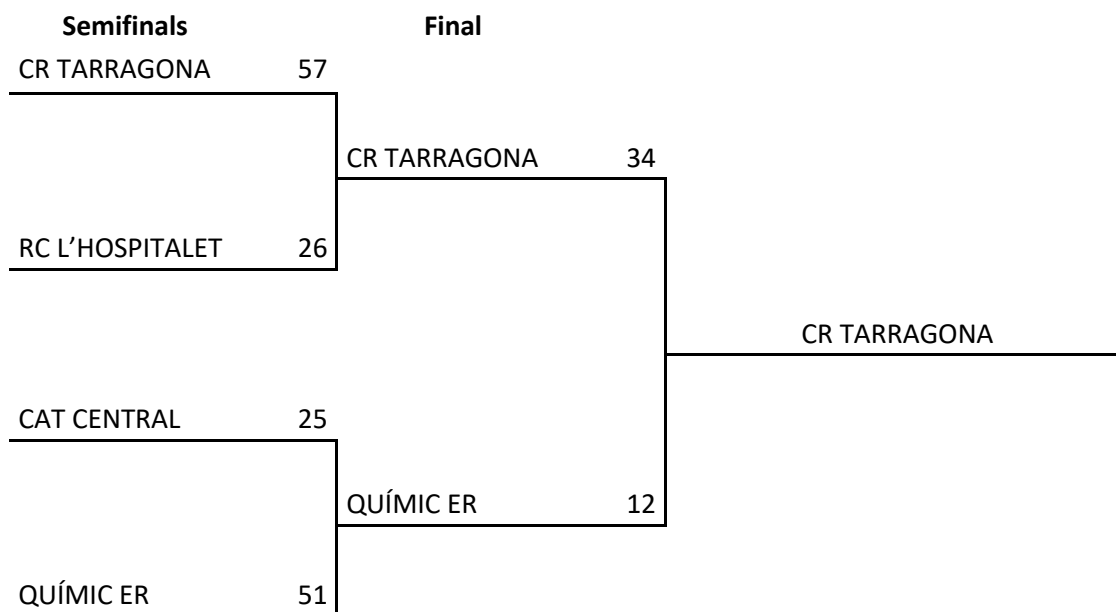 Semifinals Final
CR TARRAGONA 57
CR TARRAGONA 34
RC L’HOSPITALET 26
CR TARRAGONA
CAT CENTRAL 25
QUÍMIC ER 12
QUÍMIC ER 51